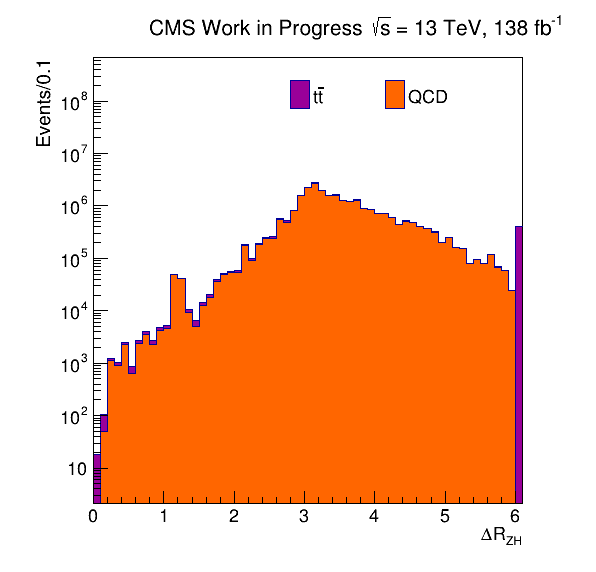 CMS Work in Progress √s = 13 TeV, 138 fb⁻¹
Events/0.1
tt̄
QCD
10⁸
10⁷
10⁶
10⁵
10⁴
10³
10²
10
0 1 2 3 4 5 6
ΔR_ZH